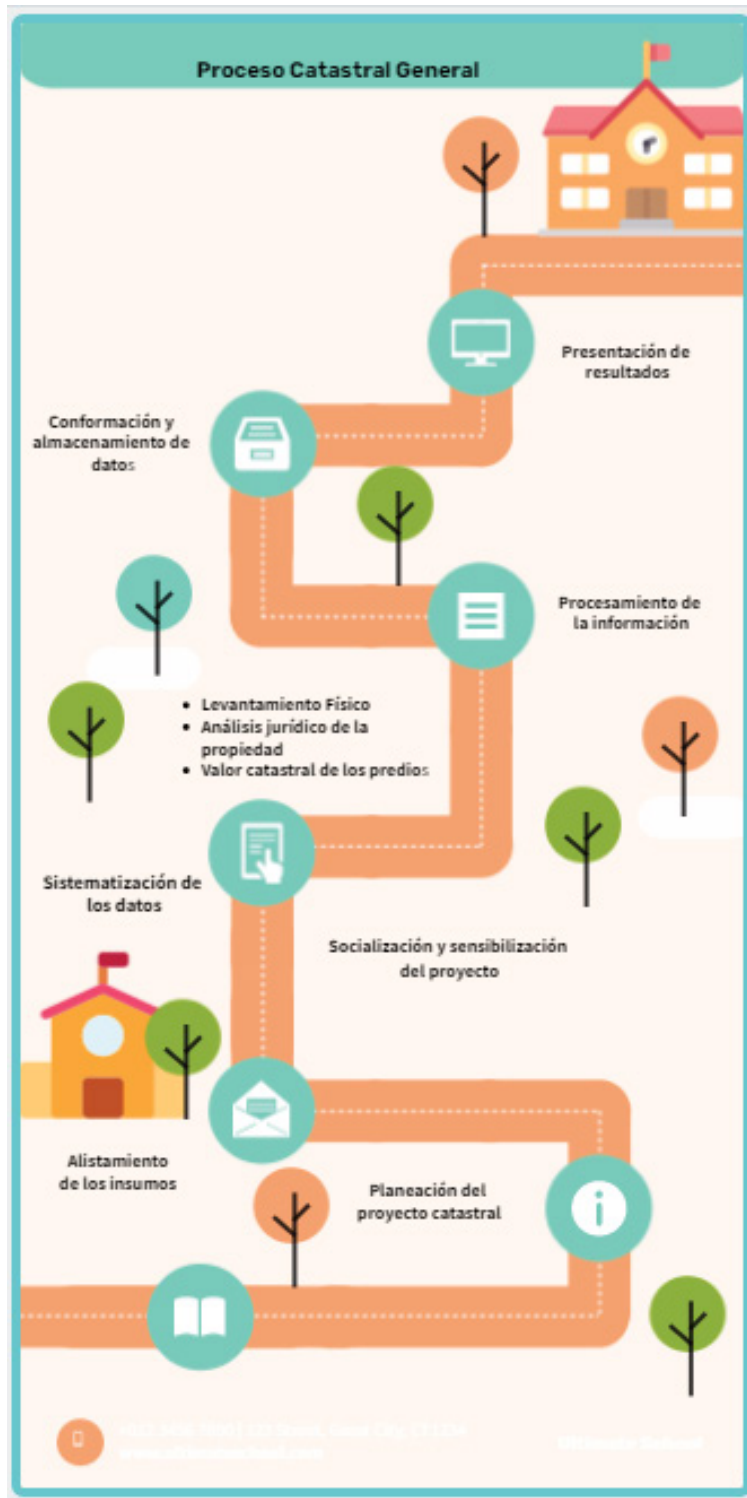 Proceso Catastral General
Presentación de
resultados
Conformación y
almacenamiento de
datos
Procesamiento de
la información
• Levantamiento Físico
• Análisis jurídico de la
propiedad
• Valor catastral de los predios
Sistematización de
los datos
Socialización y sensibilización
del proyecto
Alistamiento
de los insumos
Planeación del
proyecto catastral